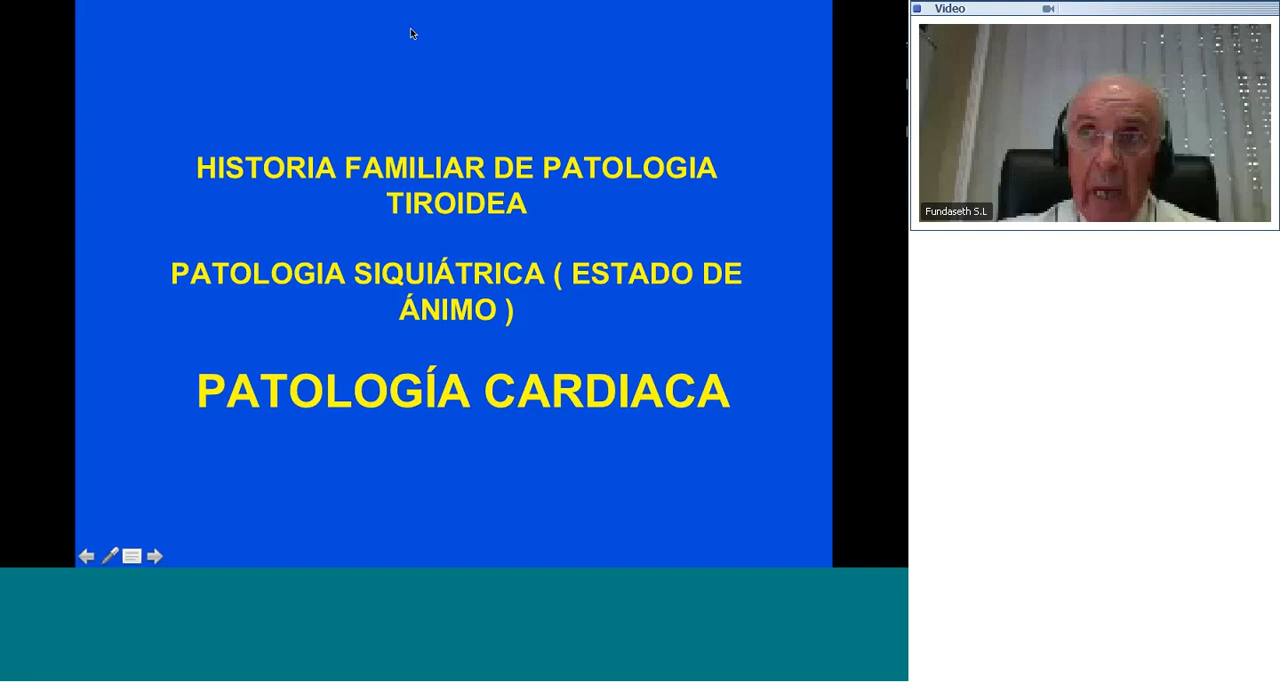 Video
HISTORIA FAMILIAR DE PATOLOGIA
TIROIDEA
PATOLOGIA SIQUIÁTRICA ( ESTADO DE
ÁNIMO )
PATOLOGÍA CARDIACA
Fundaseth S.L